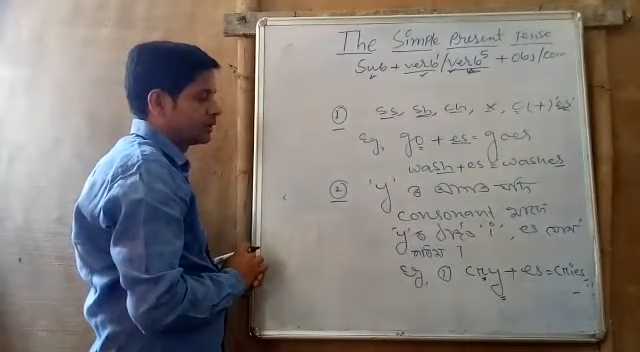 The Simple Present Tense
Sub + verb¹/verb⁵ + obj/com
① ss, sh, ch, x, (+) 'es'
Eg, go + es = goes
wash + es = washes
② 'y' ৰ আগত যদি
consonant থাকে
'y' ৰ ঠাইত 'i', es যোগ
কৰিম ।
Eg, ① cry + es = cries